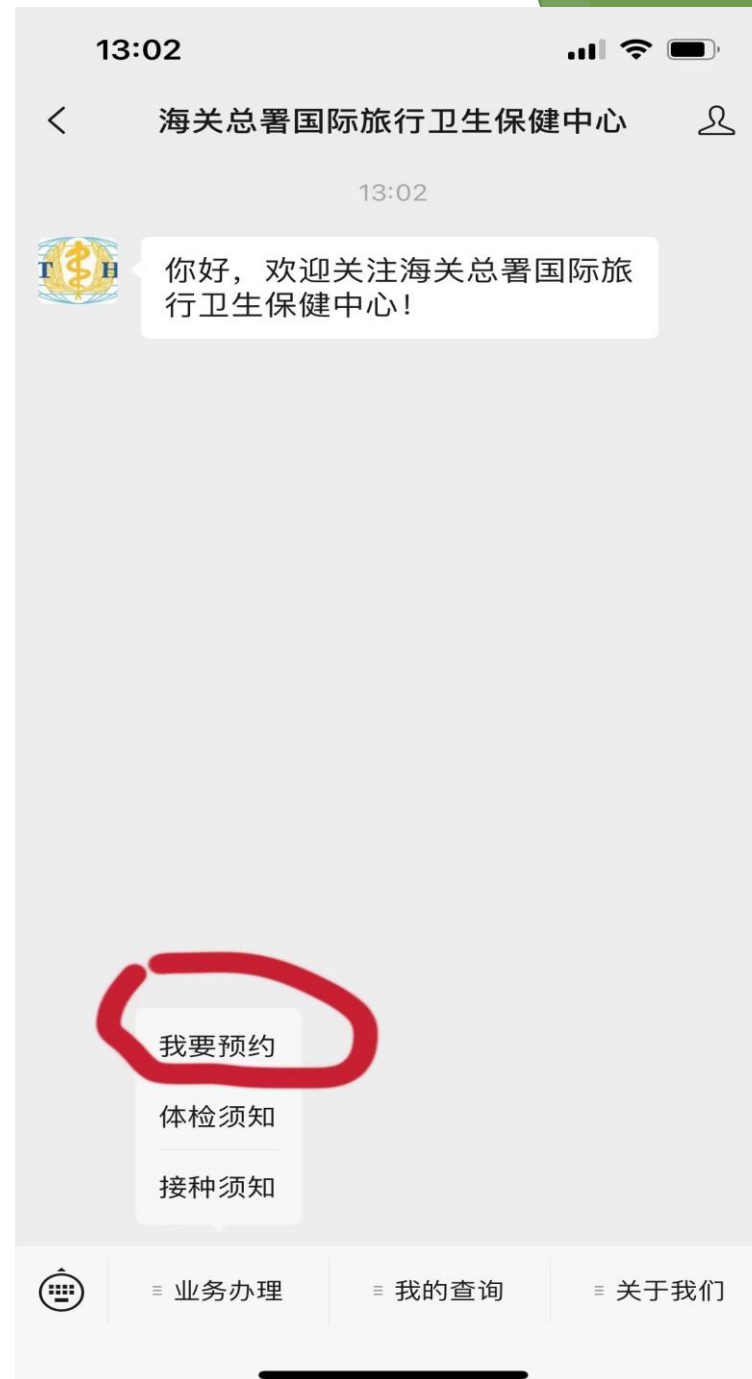 13:02
海关总署国际旅行卫生保健中心
13:02
T H
你好，欢迎关注海关总署国际旅
行卫生保健中心！
我要预约
体检须知
接种须知
业务办理
我的查询
关于我们